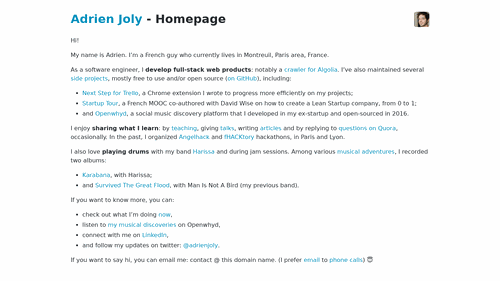 Adrien Joly - Homepage
Hi!
My name is Adrien. I'm a French guy who currently lives in Montreuil, Paris area, France.
As a software engineer, I develop full-stack web products: notably a crawler for Algolia. I've also maintained several
side projects, mostly free to use and/or open source (on GitHub), including:
• Next Step for Trello, a Chrome extension I wrote to progress more efficiently on my projects;
• Startup Tour, a French MOOC co-authored with David Wise on how to create a Lean Startup company, from 0 to 1;
• and Openwhyd, a social music discovery platform that I developed in my ex-startup and open-sourced in 2016.
I enjoy sharing what I learn: by teaching, giving talks, writing articles and by replying to questions on Quora,
occasionally. In the past, I organized Angelhack and fIHACKtory hackathons, in Paris and Lyon.
I also love playing drums with my band Harissa and during jam sessions. Among various musical adventures, I recorded
two albums:
• Karabana, with Harissa;
• and Survived The Great Flood, with Man Is Not A Bird (my previous band).
If you want to know more, you can:
• check out what I'm doing now,
• listen to my musical discoveries on Openwhyd,
• connect with me on LinkedIn,
• and follow my updates on twitter: @adrienjoly.
If you want to say hi, you can email me: contact @ this domain name. (I prefer email to phone calls) 😇